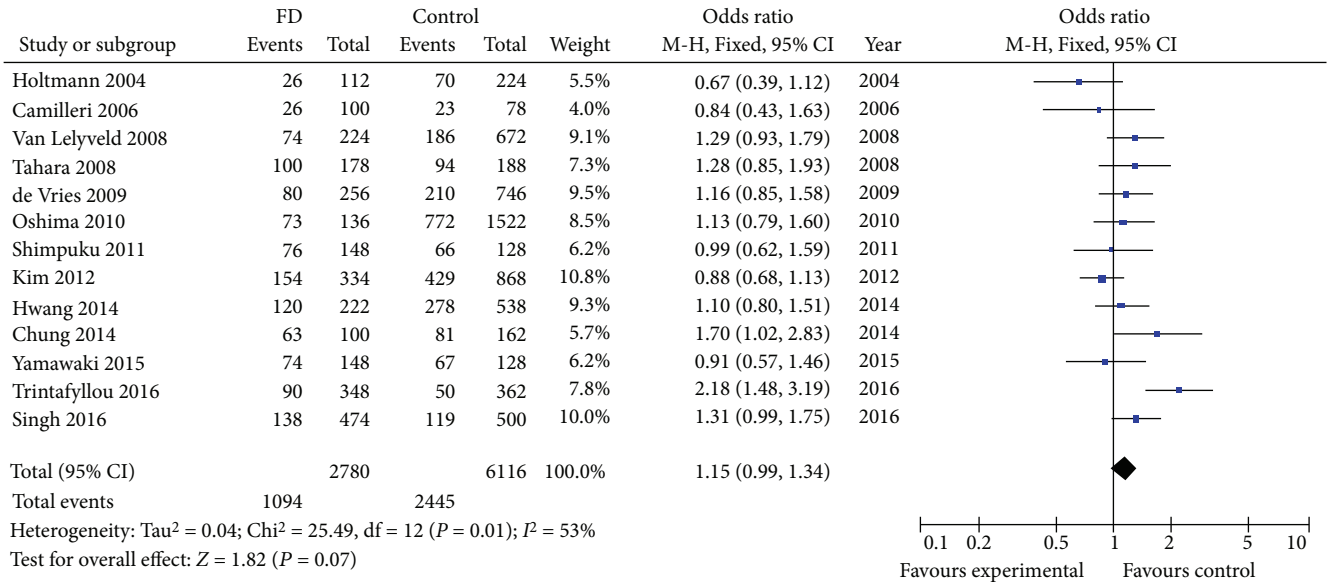 FD Control Odds ratio Odds ratio
Study or subgroup Events Total Events Total Weight M-H, Fixed, 95% CI Year M-H, Fixed, 95% CI
Holtmann 2004 26 112 70 224 5.5% 0.67 (0.39, 1.12) 2004
Camilleri 2006 26 100 23 78 4.0% 0.84 (0.43, 1.63) 2006
Van Lelyveld 2008 74 224 186 672 9.1% 1.29 (0.93, 1.79) 2008
Tahara 2008 100 178 94 188 7.3% 1.28 (0.85, 1.93) 2008
de Vries 2009 80 256 210 746 9.5% 1.16 (0.85, 1.58) 2009
Oshima 2010 73 136 772 1522 8.5% 1.13 (0.79, 1.60) 2010
Shimpuku 2011 76 148 66 128 6.2% 0.99 (0.62, 1.59) 2011
Kim 2012 154 334 429 868 10.8% 0.88 (0.68, 1.13) 2012
Hwang 2014 120 222 278 538 9.3% 1.10 (0.80, 1.51) 2014
Chung 2014 63 100 81 162 5.7% 1.70 (1.02, 2.83) 2014
Yamawaki 2015 74 148 67 128 6.2% 0.91 (0.57, 1.46) 2015
Trintafyllou 2016 90 348 50 362 7.8% 2.18 (1.48, 3.19) 2016
Singh 2016 138 474 119 500 10.0% 1.31 (0.99, 1.75) 2016
Total (95% CI) 2780 6116 100.0% 1.15 (0.99, 1.34)
Total events 1094 2445
Heterogeneity: Tau² = 0.04; Chi² = 25.49, df = 12 (P = 0.01); I² = 53%
Test for overall effect: Z = 1.82 (P = 0.07)
0.1 0.2 0.5 1 2 5 10
Favours experimental Favours control